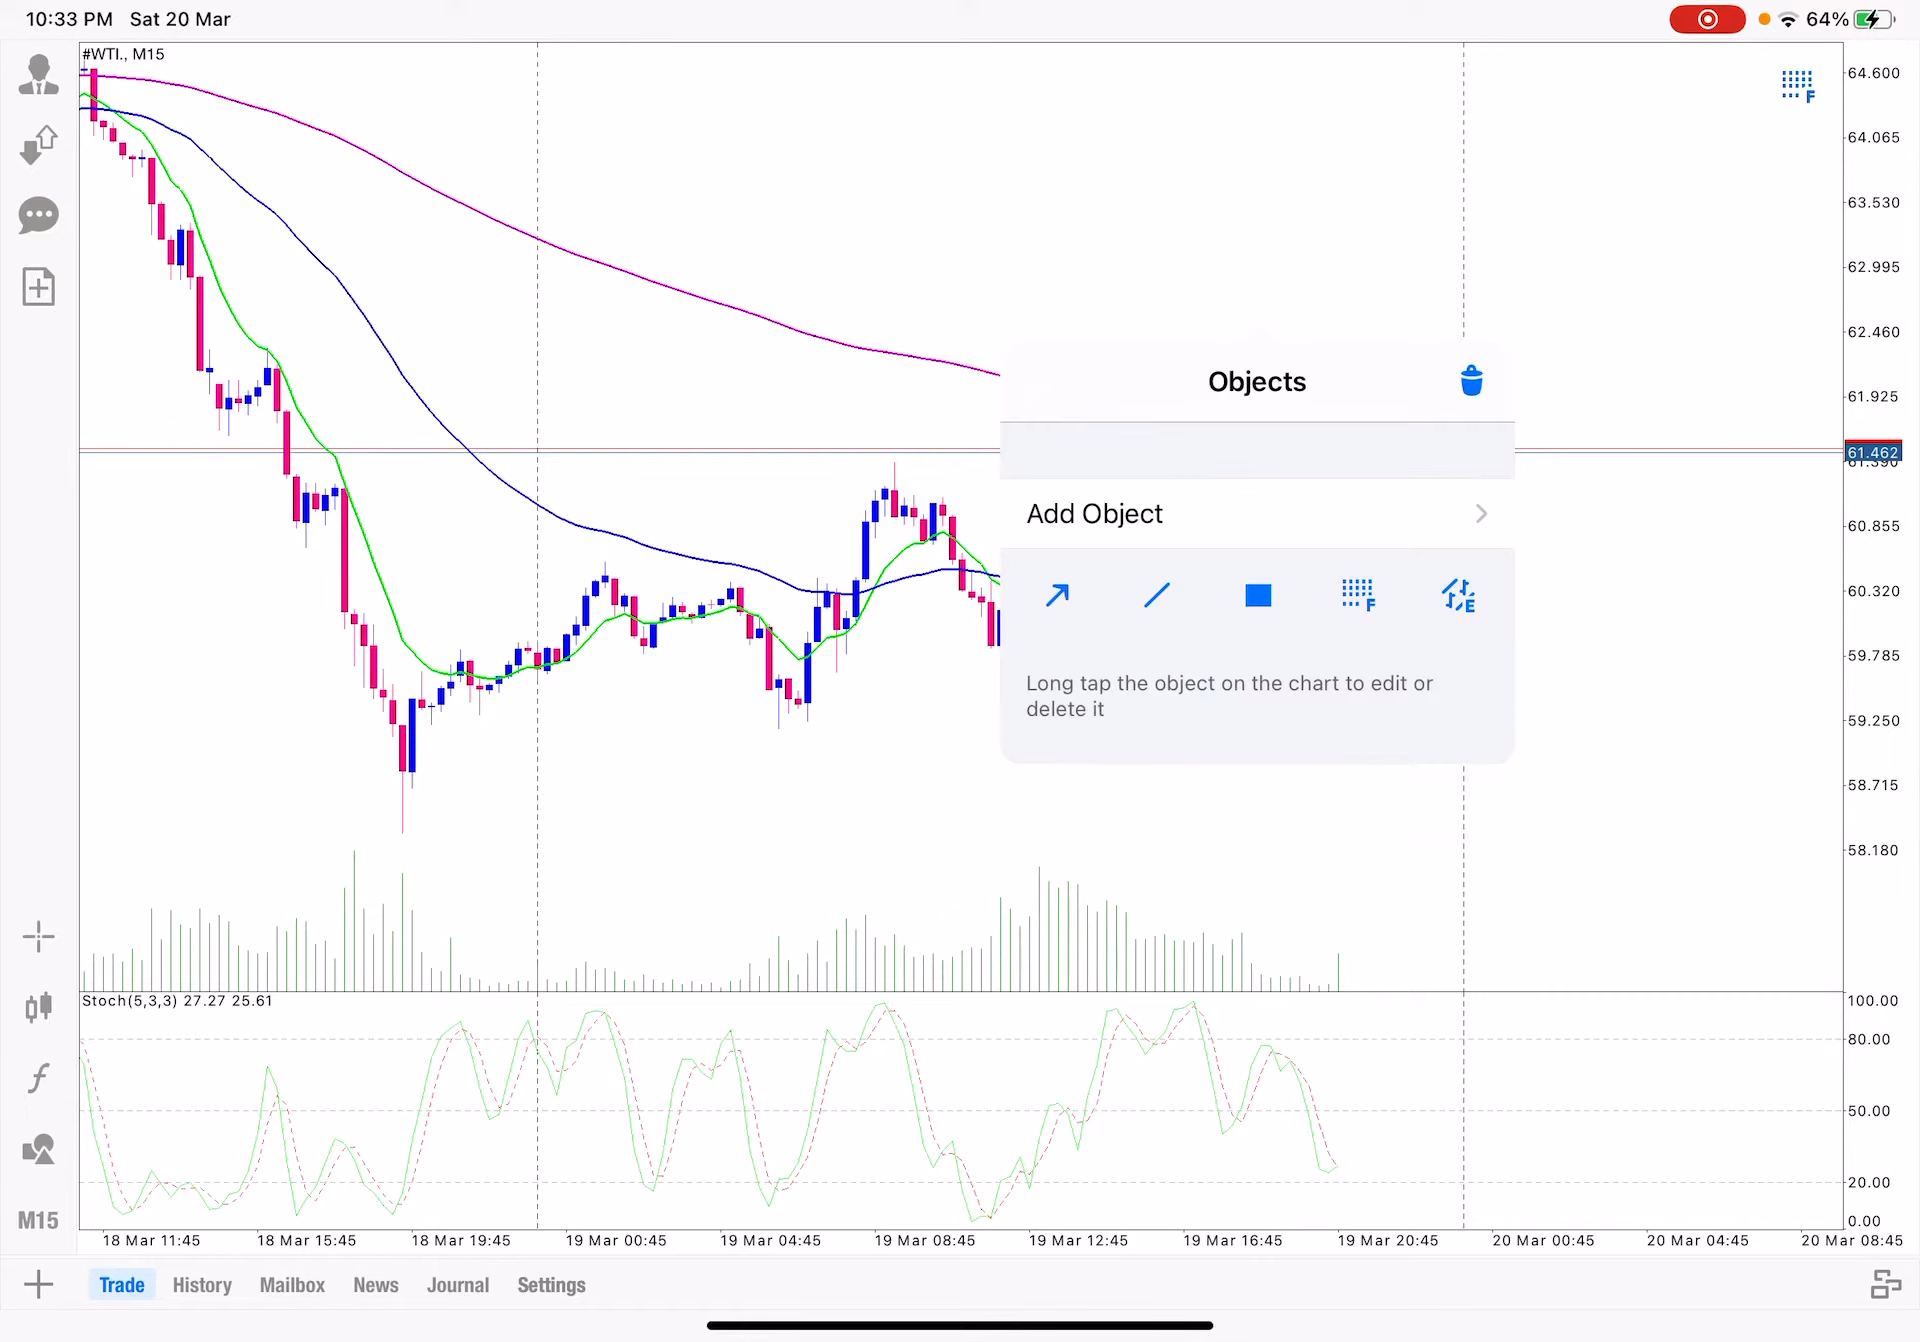 10:33 PM Sat 20 Mar
64%
#WTI., M15
F
64.600
64.065
63.530
62.995
62.460
61.925
61.462
61.390
60.855
60.320
59.785
59.250
58.715
58.180
Objects
Add Object
F
E
Long tap the object on the chart to edit or
delete it
Stoch(5,3,3) 27.27 25.61
100.00
80.00
50.00
20.00
0.00
M15
18 Mar 11:45
18 Mar 15:45
18 Mar 19:45
19 Mar 00:45
19 Mar 04:45
19 Mar 08:45
19 Mar 12:45
19 Mar 16:45
19 Mar 20:45
20 Mar 00:45
20 Mar 04:45
20 Mar 08:45
Trade
History
Mailbox
News
Journal
Settings